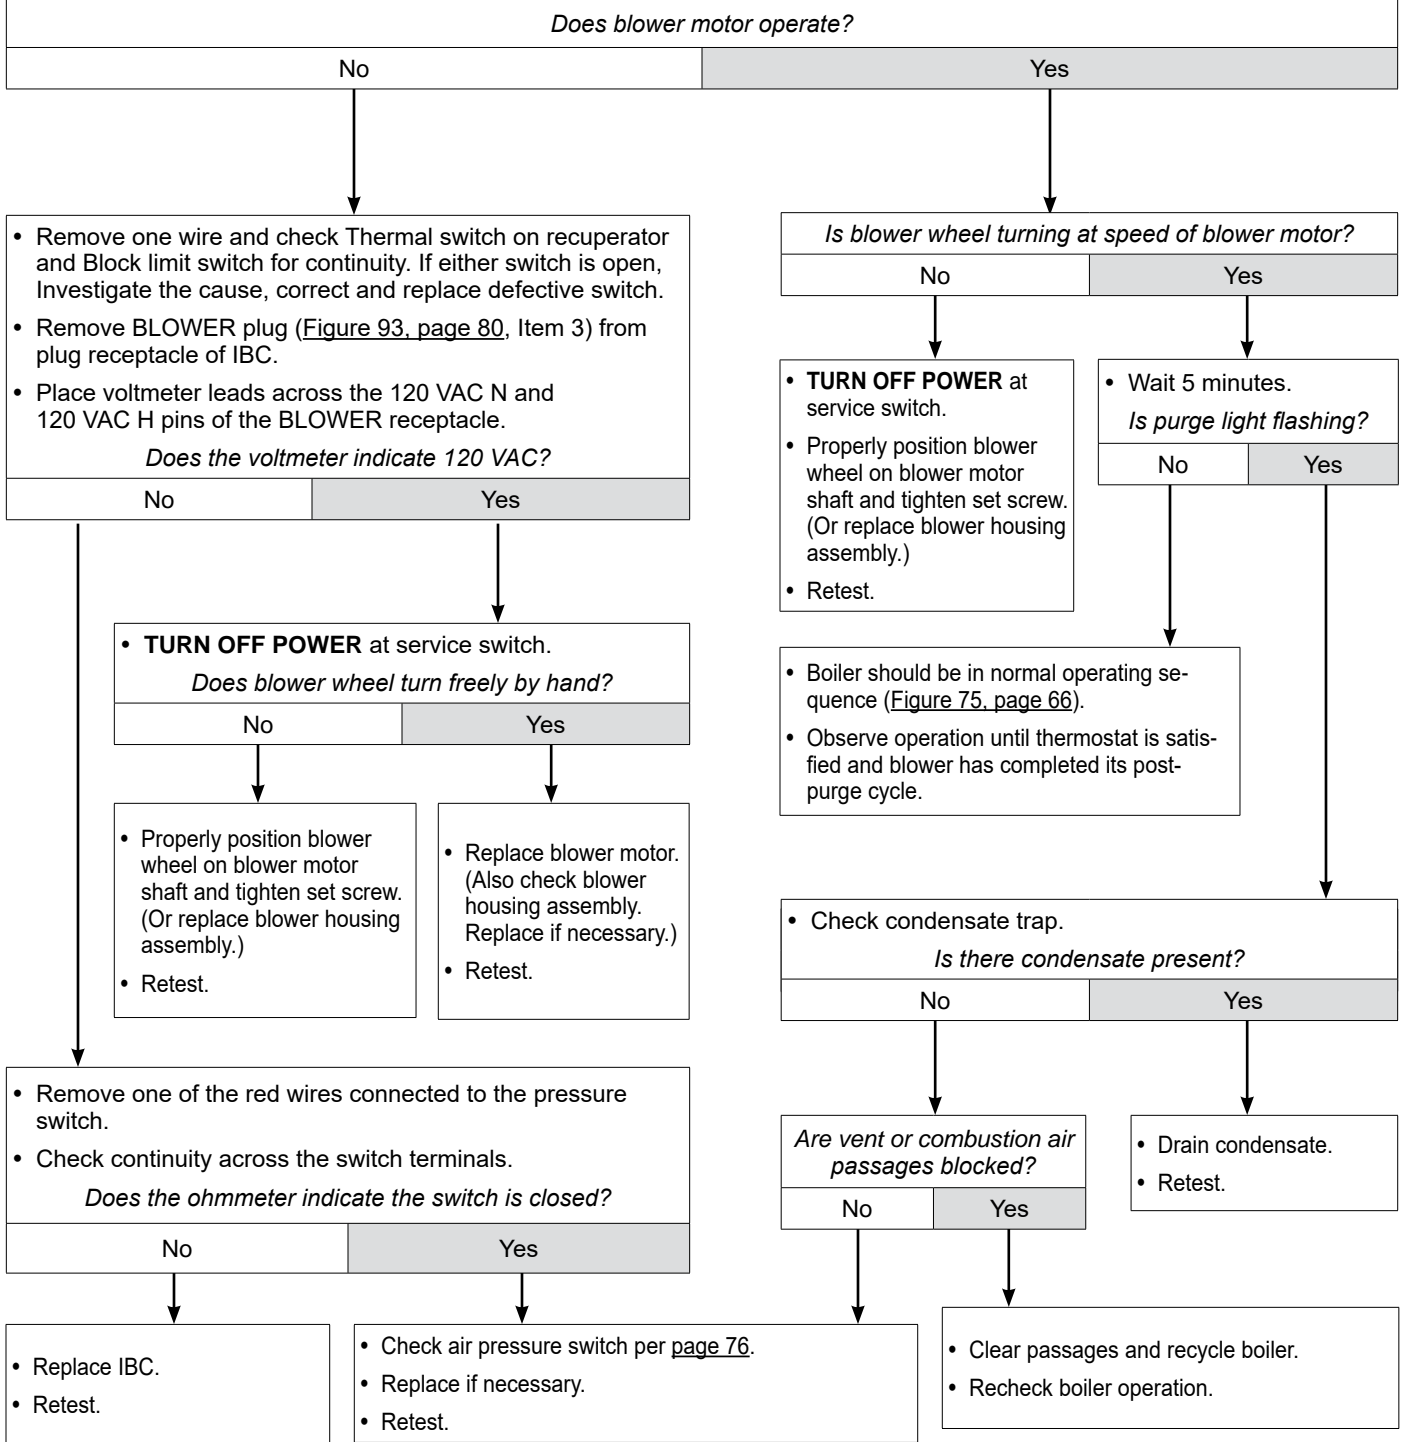 Does blower motor operate?
No
Yes
• Remove one wire and check Thermal switch on recuperator
and Block limit switch for continuity. If either switch is open,
Investigate the cause, correct and replace defective switch.
• Remove BLOWER plug (Figure 93, page 80, Item 3) from
plug receptacle of IBC.
• Place voltmeter leads across the 120 VAC N and
120 VAC H pins of the BLOWER receptacle.
Does the voltmeter indicate 120 VAC?
No
Yes
• TURN OFF POWER at service switch.
Does blower wheel turn freely by hand?
No
Yes
• Properly position blower
wheel on blower motor
shaft and tighten set screw.
(Or replace blower housing
assembly.)
• Retest.
• Replace blower motor.
(Also check blower
housing assembly.
Replace if necessary.)
• Retest.
• Remove one of the red wires connected to the pressure
switch.
• Check continuity across the switch terminals.
Does the ohmmeter indicate the switch is closed?
No
Yes
• Replace IBC.
• Retest.
• Check air pressure switch per page 76.
• Replace if necessary.
• Retest.
Is blower wheel turning at speed of blower motor?
No
Yes
• TURN OFF POWER at
service switch.
• Properly position blower
wheel on blower motor
shaft and tighten set screw.
(Or replace blower housing
assembly.)
• Retest.
• Wait 5 minutes.
Is purge light flashing?
No
Yes
• Boiler should be in normal operating se-
quence (Figure 75, page 66).
• Observe operation until thermostat is satis-
fied and blower has completed its post-
purge cycle.
• Check condensate trap.
Is there condensate present?
No
Yes
Are vent or combustion air
passages blocked?
No
Yes
• Drain condensate.
• Retest.
• Clear passages and recycle boiler.
• Recheck boiler operation.